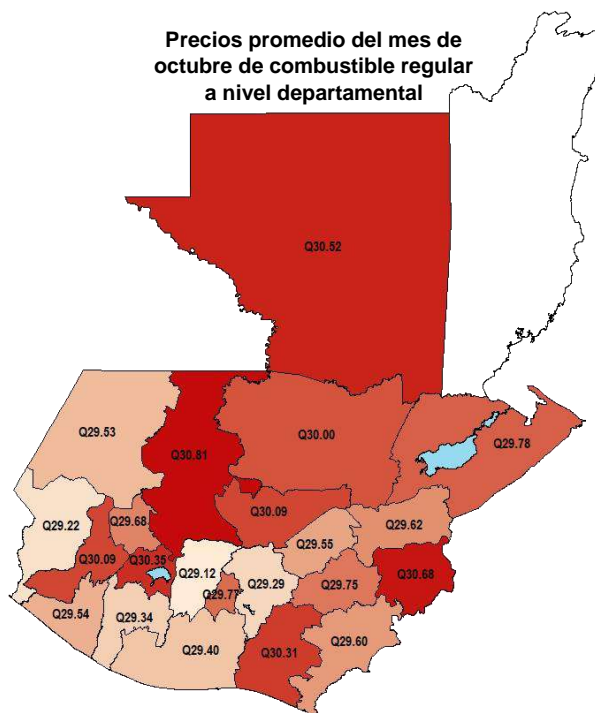 Precios promedio del mes de
octubre de combustible regular
a nivel departamental
Q30.52
Q29.53
Q30.81
Q30.00
Q29.78
Q29.22
Q29.68
Q30.09
Q29.62
Q30.09
Q30.35
Q29.55
Q29.12
Q29.77
Q29.29
Q29.75
Q30.68
Q29.54
Q29.34
Q29.40
Q30.31
Q29.60